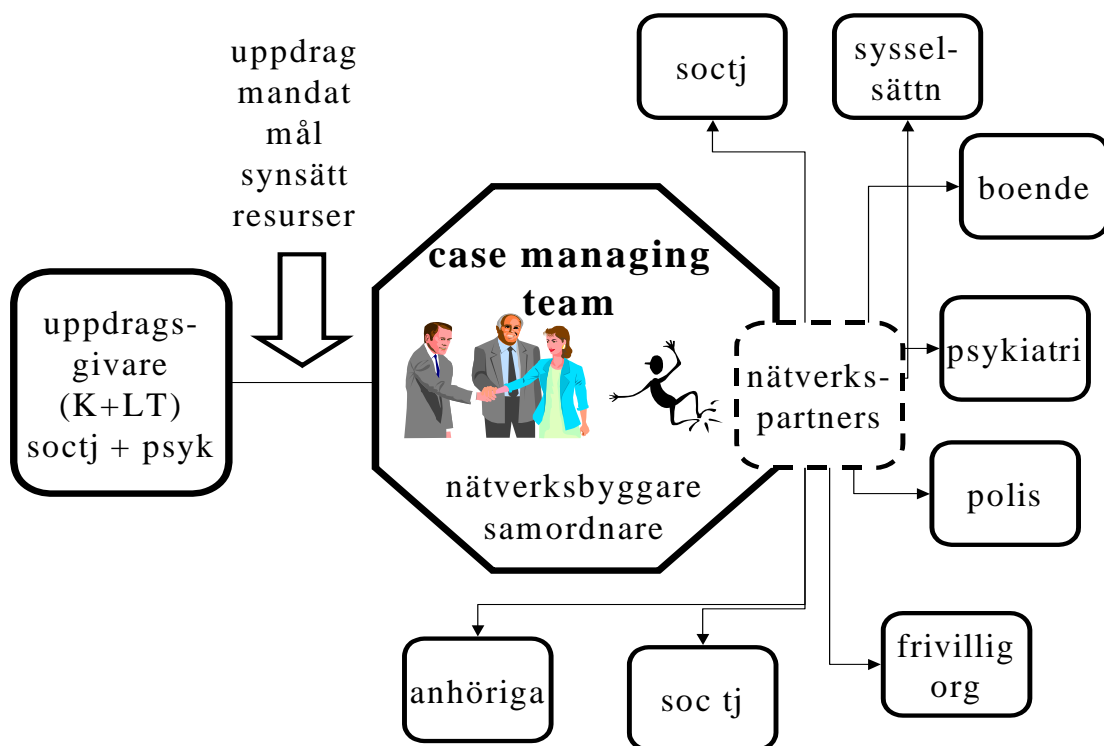 uppdrag
mandat
mål
synsätt
resurser
uppdrags-
givare
(K+LT)
soctj + psyk
case managing
team
nätverksbyggare
samordnare
nätverks-
partners
soctj
syssel-
sättn
boende
psykiatri
polis
frivillig
org
soc tj
anhöriga